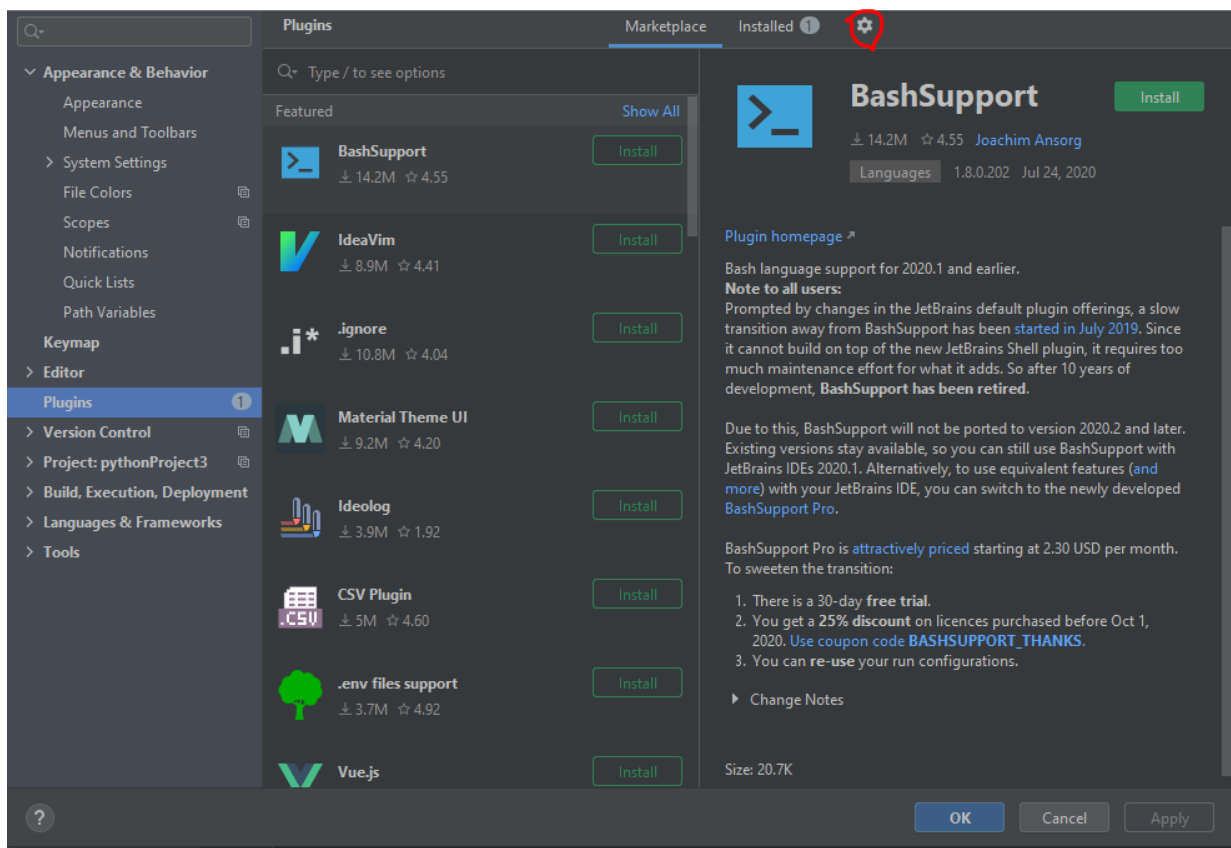 Plugins
Marketplace
Installed 1
Appearance & Behavior
Appearance
Menus and Toolbars
System Settings
File Colors
Scopes
Notifications
Quick Lists
Path Variables
Keymap
Editor
Plugins 1
Version Control
Project: pythonProject3
Build, Execution, Deployment
Languages & Frameworks
Tools
Type / to see options
Featured Show All
BashSupport Install
14.2M 4.55
IdeaVim Install
8.9M 4.41
.ignore Install
10.8M 4.04
Material Theme UI Install
9.2M 4.20
Ideolog Install
3.9M 1.92
CSV Plugin Install
5M 4.60
.env files support Install
3.7M 4.92
Vue.js Install
.i*
.CSV
BashSupport Install
14.2M 4.55 Joachim Ansorg
Languages 1.8.0.202 Jul 24, 2020
Plugin homepage
Bash language support for 2020.1 and earlier.
Note to all users:
Prompted by changes in the JetBrains default plugin offerings, a slow
transition away from BashSupport has been started in July 2019. Since
it cannot build on top of the new JetBrains Shell plugin, it requires too
much maintenance effort for what it adds. So after 10 years of
development, BashSupport has been retired.
Due to this, BashSupport will not be ported to version 2020.2 and later.
Existing versions stay available, so you can still use BashSupport with
JetBrains IDEs 2020.1. Alternatively, to use equivalent features (and
more) with your JetBrains IDE, you can switch to the newly developed
BashSupport Pro.
BashSupport Pro is attractively priced starting at 2.30 USD per month.
To sweeten the transition:
1. There is a 30-day free trial.
2. You get a 25% discount on licences purchased before Oct 1,
2020. Use coupon code BASHSUPPORT_THANKS.
3. You can re-use your run configurations.
Change Notes
Size: 20.7K
?
OK
Cancel
Apply